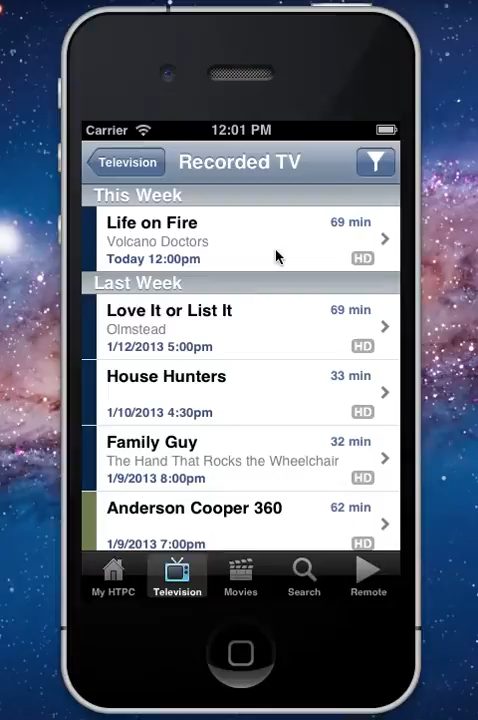 Carrier 12:01 PM
Television Recorded TV
This Week
Life on Fire 69 min
Volcano Doctors
Today 12:00pm HD
Last Week
Love It or List It 69 min
Olmstead
1/12/2013 5:00pm HD
House Hunters 33 min
1/10/2013 4:30pm HD
Family Guy 32 min
The Hand That Rocks the Wheelchair
1/9/2013 8:00pm HD
Anderson Cooper 360 62 min
1/9/2013 7:00pm HD
My HTPC Television Movies Search Remote